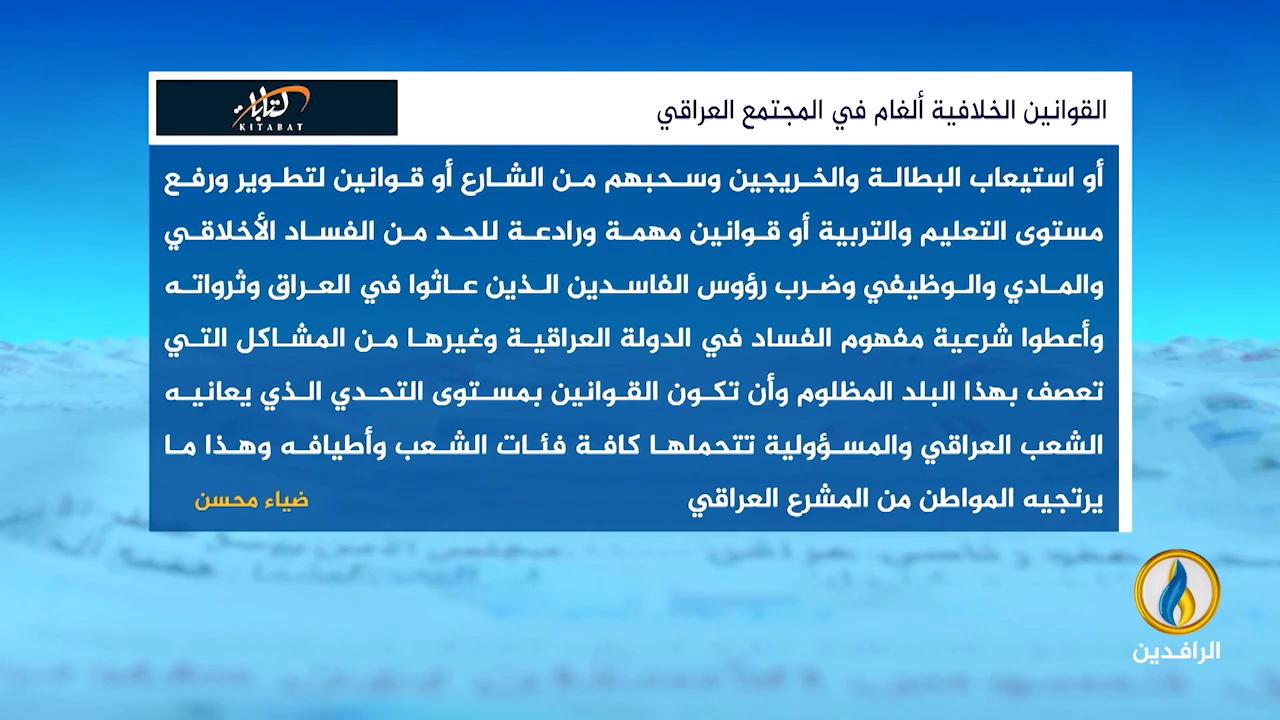 القوانين الخلافية ألغام في المجتمع العراقي
كتابات
KITABAT
أو استيعاب البطالة والخريجين وسحبهم من الشارع أو قوانين لتطوير ورفع
مستوى التعليم والتربية أو قوانين مهمة ورادعة للحد من الفساد الأخلاقي
والمادي والوظيفي وضرب رؤوس الفاسدين الذين عاثوا في العراق وثرواته
وأعطوا شرعية مفهوم الفساد في الدولة العراقية وغيرها من المشاكل التي
تعصف بهذا البلد المظلوم وأن تكون القوانين بمستوى التحدي الذي يعانيه
الشعب العراقي والمسؤولية تتحملها كافة فئات الشعب وأطيافه وهذا ما
يرتجيه المواطن من المشرع العراقي
ضياء محسن
الرافدين